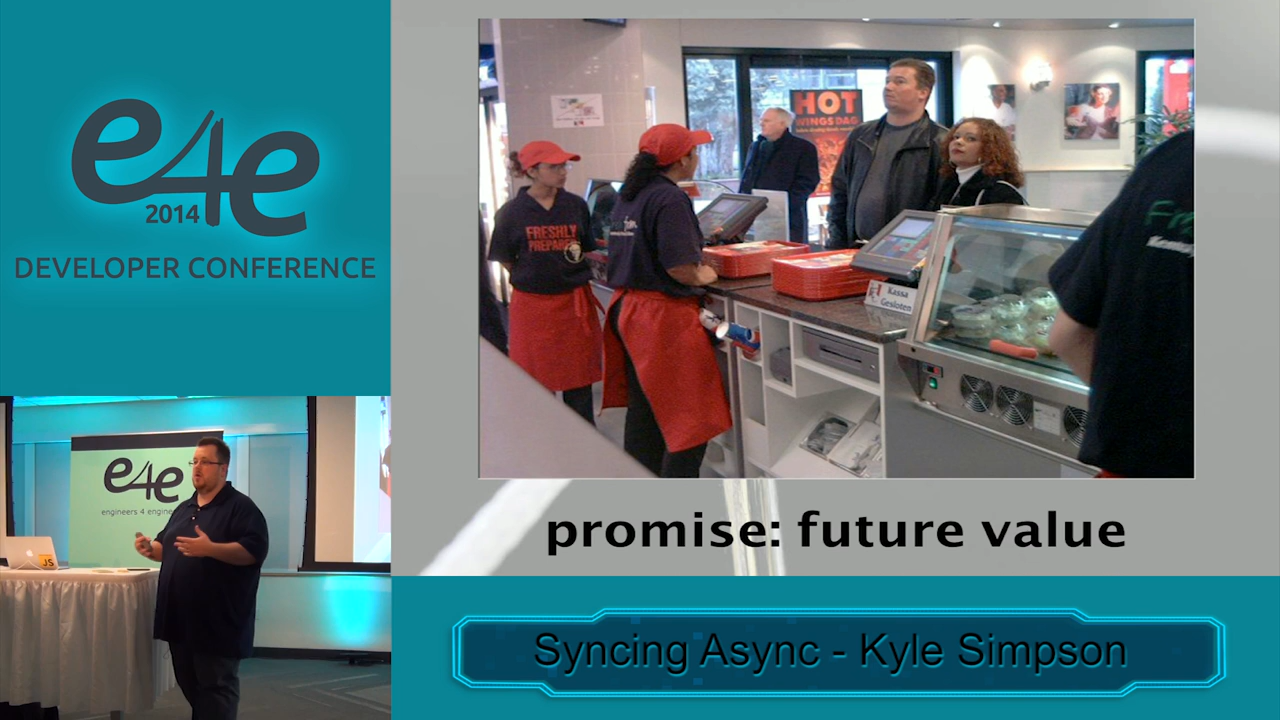 e4e
2014
DEVELOPER CONFERENCE
HOT
WINGS DAG
FRESHLY
PREPARED
Kassa
Gesloten
promise: future value
e4e
engineers 4 engine
JS
Syncing Async - Kyle Simpson